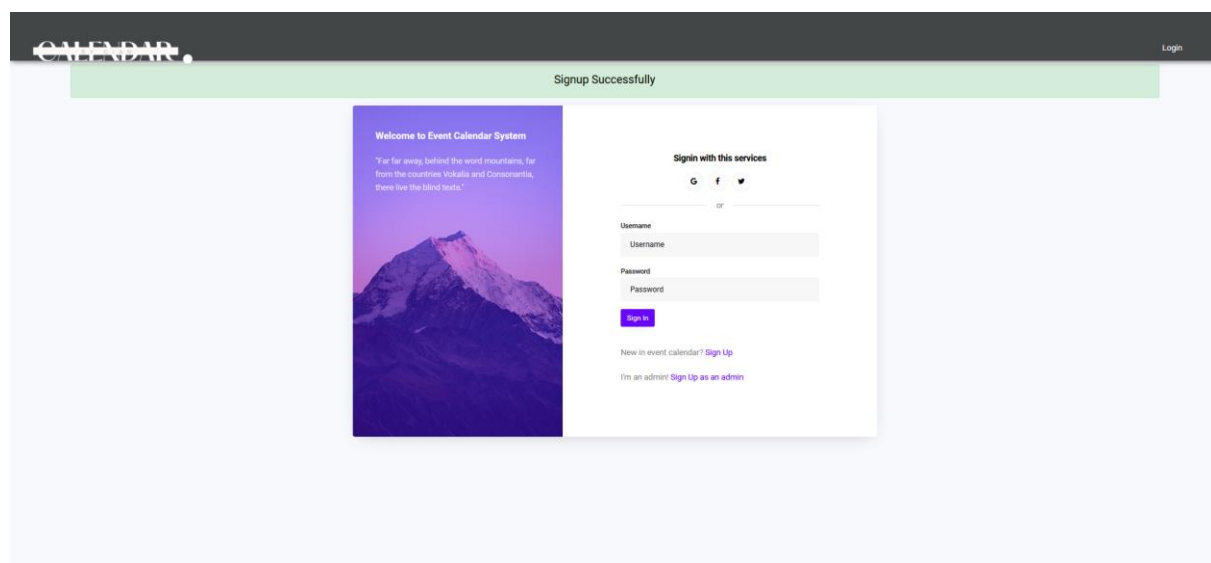 CALENDAR.
Login
Signup Successfully
Welcome to Event Calendar System
"Far far away, behind the word mountains, far
from the countries Vokalia and Consonantia,
there live the blind texts."
Signin with this services
or
Username
Username
Password
Password
Sign In
New in event calendar? Sign Up
I'm an admin! Sign Up as an admin